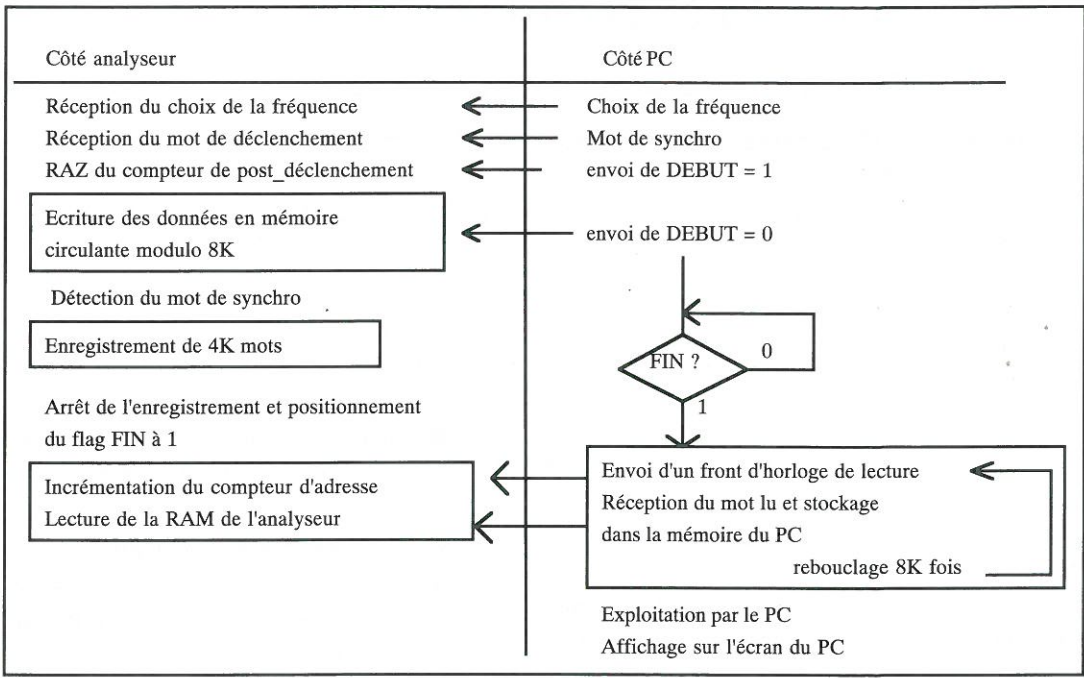 Côté analyseur
Côté PC
Réception du choix de la fréquence
Choix de la fréquence
Réception du mot de déclenchement
Mot de synchro
RAZ du compteur de post_déclenchement
envoi de DEBUT = 1
Ecriture des données en mémoire
circulante modulo 8K
envoi de DEBUT = 0
Détection du mot de synchro
Enregistrement de 4K mots
FIN ?
0
1
Arrêt de l'enregistrement et positionnement
du flag FIN à 1
Incrémentation du compteur d'adresse
Lecture de la RAM de l'analyseur
Envoi d'un front d'horloge de lecture
Réception du mot lu et stockage
dans la mémoire du PC
rebouclage 8K fois
Exploitation par le PC
Affichage sur l'écran du PC